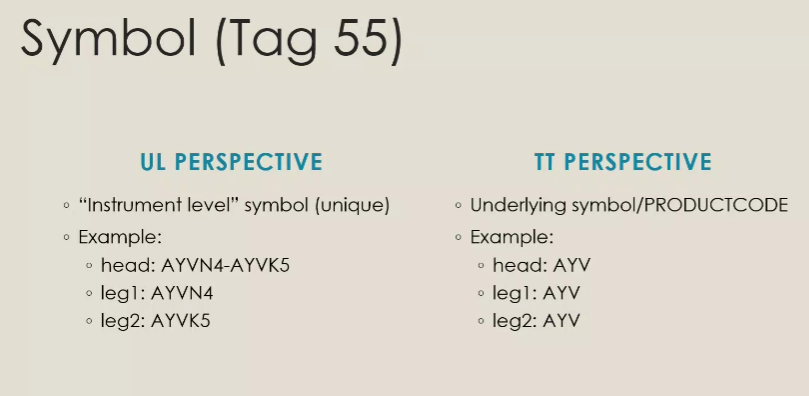 Symbol (Tag 55)
UL PERSPECTIVE
“Instrument level” symbol (unique)
Example:
head: AYVN4-AYVK5
leg1: AYVN4
leg2: AYVK5
TT PERSPECTIVE
Underlying symbol/PRODUCTCODE
Example:
head: AYV
leg1: AYV
leg2: AYV